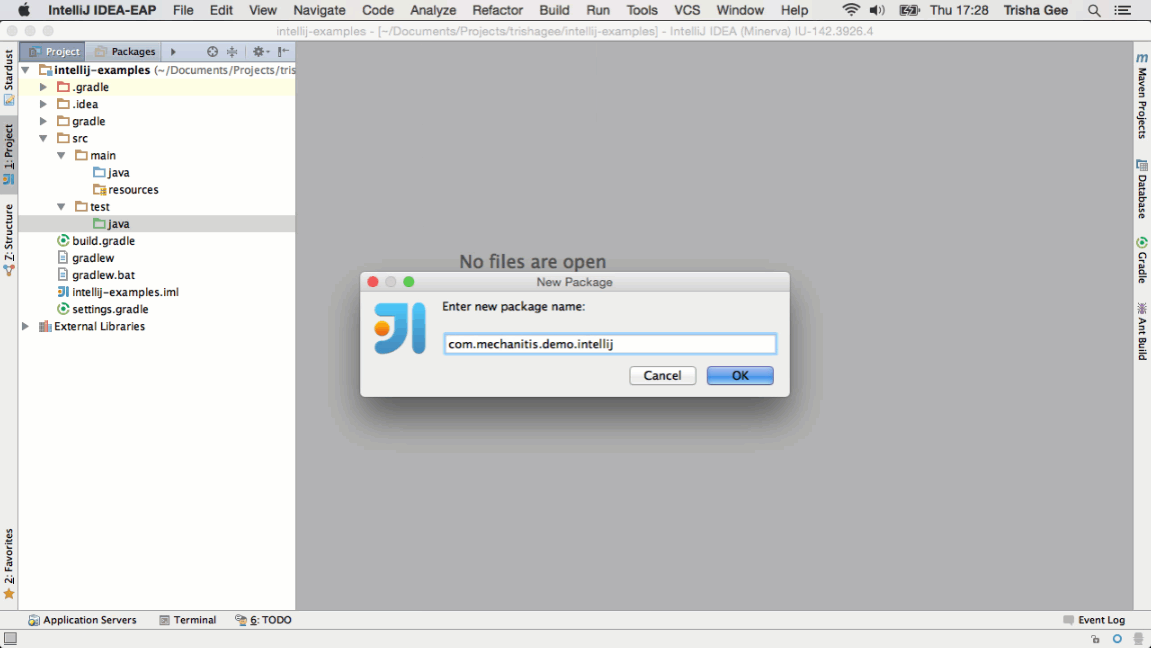 IntelliJ IDEA-EAP File Edit View Navigate Code Analyze Refactor Build Run Tools VCS Window Help Thu 17:28 Trisha Gee
intellij-examples - [~/Documents/Projects/trishagee/intellij-examples] - IntelliJ IDEA (Minerva) IU-142.3926.4
Project Packages
intellij-examples (~/Documents/Projects/tris
.gradle
.idea
gradle
src
main
java
resources
test
java
build.gradle
gradlew
gradlew.bat
intellij-examples.iml
settings.gradle
External Libraries
Stardust
1: Project
Z: Structure
2: Favorites
No files are open
New Package
Enter new package name:
com.mechanitis.demo.intellij
Cancel OK
m Maven Projects
Database
Gradle
Ant Build
Application Servers Terminal 6: TODO Event Log